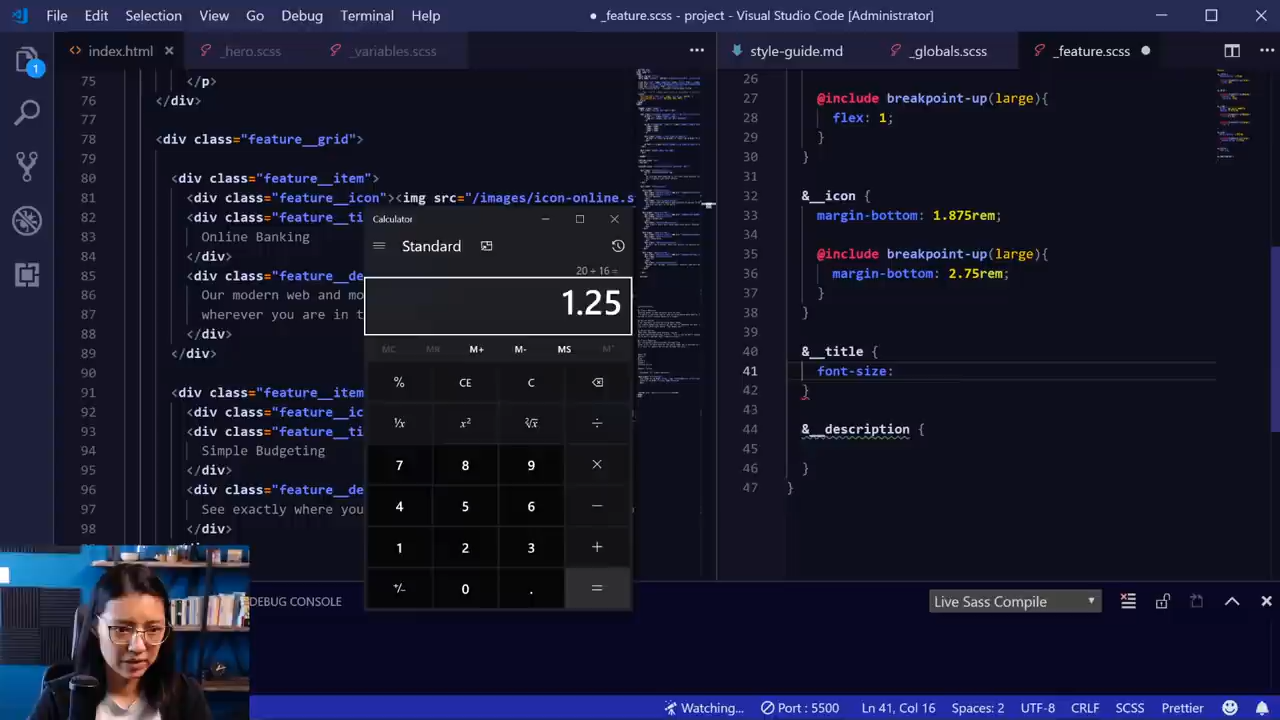 File Edit Selection View Go Debug Terminal Help
● _feature.scss - project - Visual Studio Code [Administrator]
1
index.html
_hero.scss
_variables.scss
style-guide.md
_globals.scss
_feature.scss
75 </p>
76 </div>
77
78 <div class="feature__grid">
79
80 <div class="feature__item">
81 <div class="feature__icon"> img src="/images/icon-online.s
82 <div class="feature__ti
83 Online Banking
84 </div>
85 <div class="feature__de
86 Our modern web and mo
87 wherever you are in t
88 </div>
89 </div>
90
91 <div class="feature__item
92 <div class="feature__ic
93 <div class="feature__ti
94 Simple Budgeting
95 </div>
96 <div class="feature__de
97 See exactly where you
98 </div>
Calculator
Standard
20 ÷ 16 =
1.25
MC MR M+ M- MS M˅
% CE C
¹/x x² ²√x ÷
7 8 9 ×
4 5 6 −
1 2 3 +
+/- 0 . =
26
27 @include breakpoint-up(large){
28 flex: 1;
29 }
30 }
31
32 &__icon {
33 margin-bottom: 1.875rem;
34
35 @include breakpoint-up(large){
36 margin-bottom: 2.75rem;
37 }
38 }
39
40 &__title {
41 font-size:
42 }
43
44 &__description {
45
46 }
47 }
DEBUG CONSOLE
Live Sass Compile
Watching... Port : 5500 Ln 41, Col 16 Spaces: 2 UTF-8 CRLF SCSS Prettier